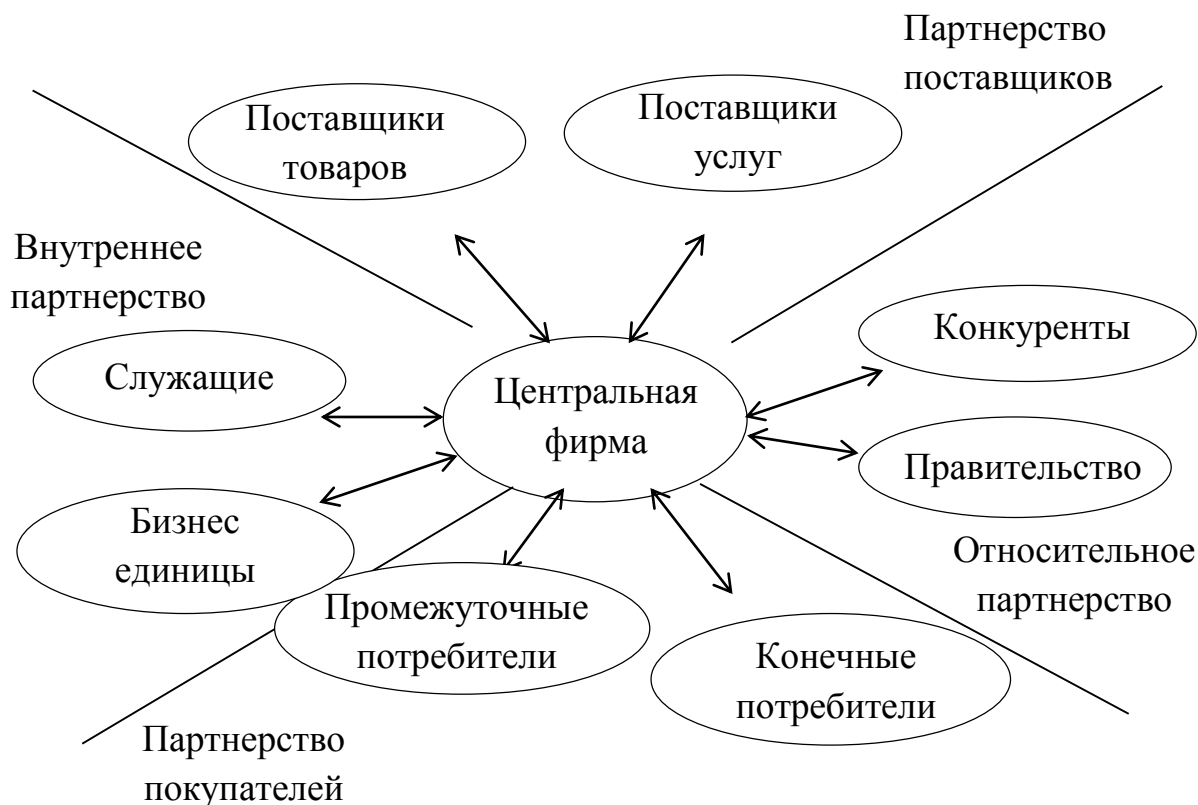 Партнерство
поставщиков
Поставщики
товаров
Поставщики
услуг
Внутреннее
партнерство
Конкуренты
Служащие
Центральная
фирма
Правительство
Бизнес
единицы
Относительное
партнерство
Промежуточные
потребители
Конечные
потребители
Партнерство
покупателей